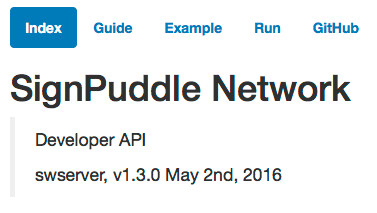 Index Guide Example Run GitHub
SignPuddle Network
Developer API
swserver, v1.3.0 May 2nd, 2016